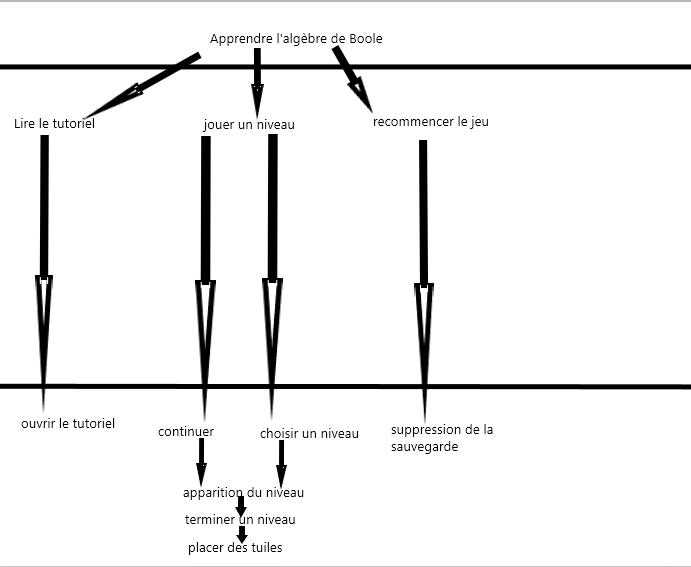 Apprendre l'algèbre de Boole
Lire le tutoriel
jouer un niveau
recommencer le jeu
ouvrir le tutoriel
continuer
choisir un niveau
suppression de la
sauvegarde
apparition du niveau
terminer un niveau
placer des tuiles